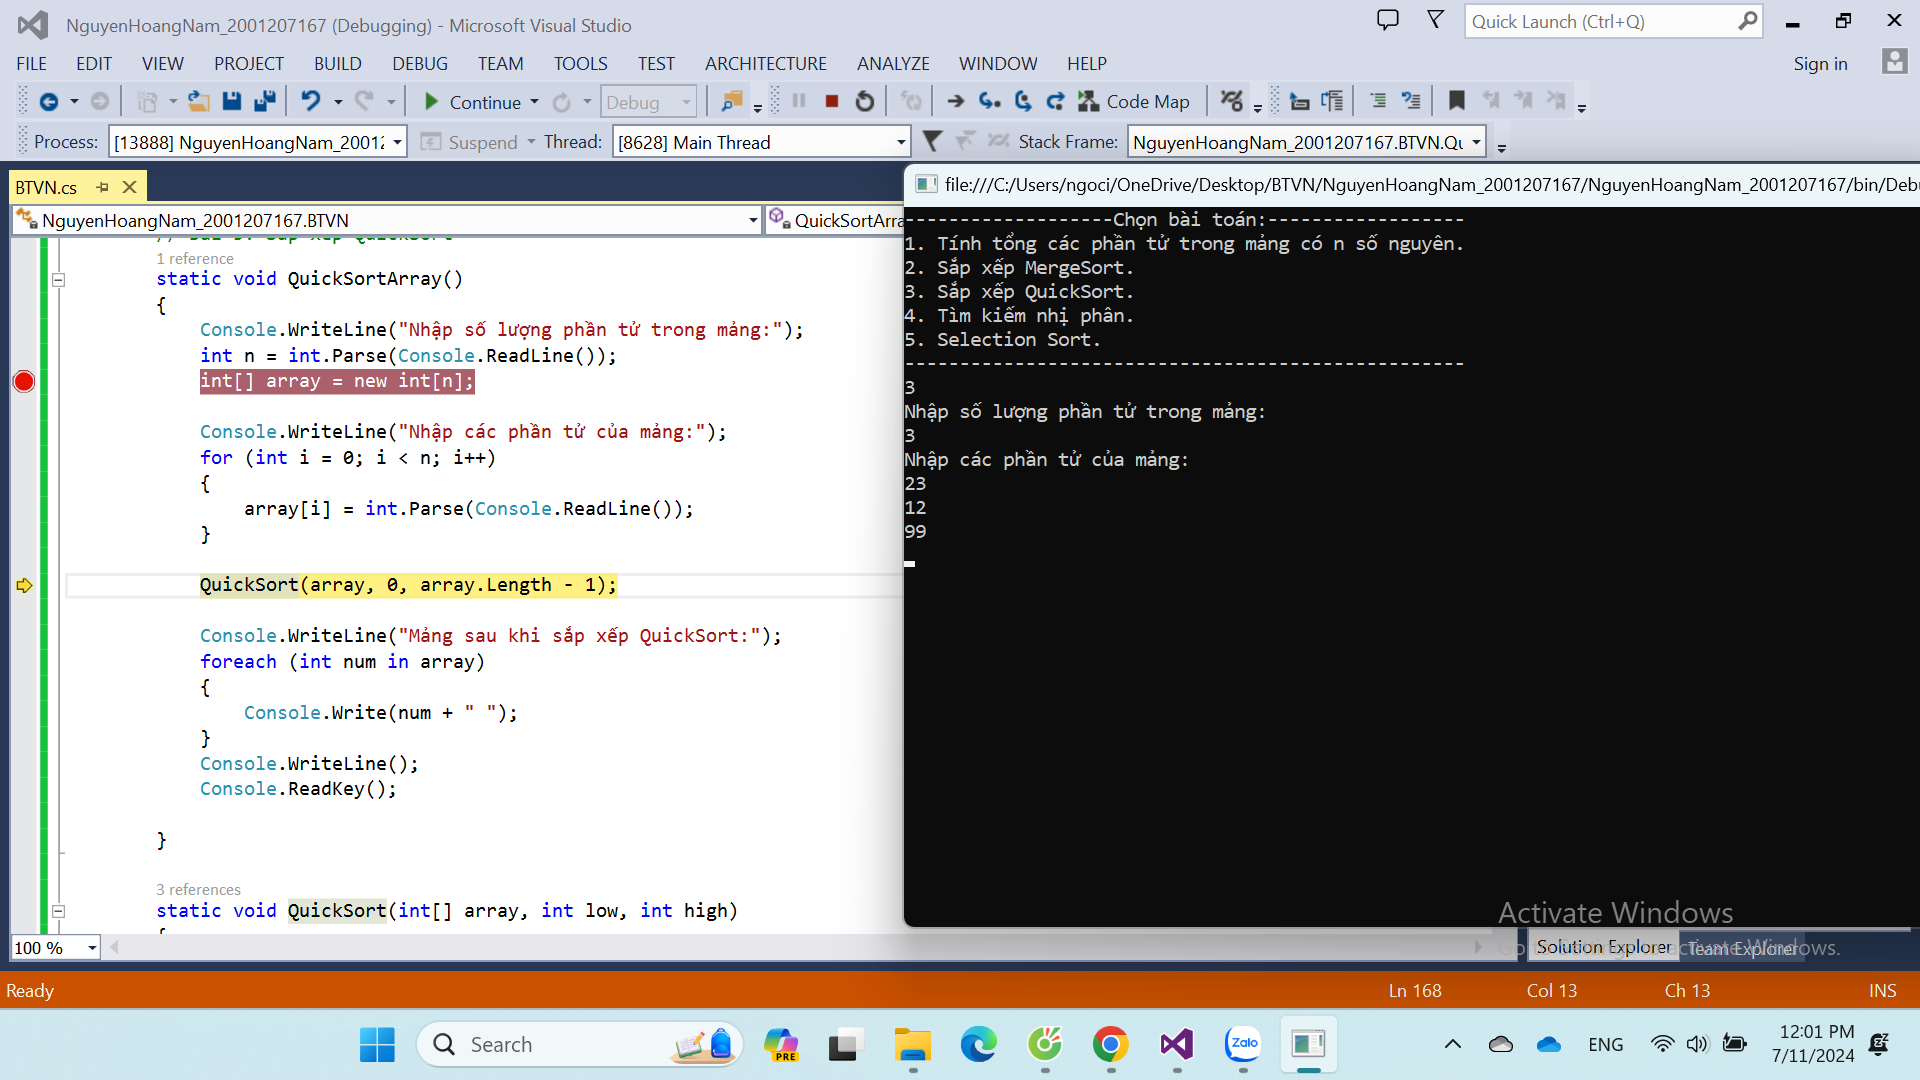 NguyenHoangNam_2001207167 (Debugging) - Microsoft Visual Studio
Quick Launch (Ctrl+Q)
FILE EDIT VIEW PROJECT BUILD DEBUG TEAM TOOLS TEST ARCHITECTURE ANALYZE WINDOW HELP
Sign in
Continue Debug Code Map
Process: [13888] NguyenHoangNam_20012 Suspend Thread: [8628] Main Thread Stack Frame: NguyenHoangNam_2001207167.BTVN.Qu
BTVN.cs
NguyenHoangNam_2001207167.BTVN QuickSortArra
1 reference
static void QuickSortArray()
{
Console.WriteLine("Nhập số lượng phần tử trong mảng:");
int n = int.Parse(Console.ReadLine());
int[] array = new int[n];
Console.WriteLine("Nhập các phần tử của mảng:");
for (int i = 0; i < n; i++)
{
array[i] = int.Parse(Console.ReadLine());
}
QuickSort(array, 0, array.Length - 1);
Console.WriteLine("Mảng sau khi sắp xếp QuickSort:");
foreach (int num in array)
{
Console.Write(num + " ");
}
Console.WriteLine();
Console.ReadKey();
}
3 references
static void QuickSort(int[] array, int low, int high)
100 %
file:///C:/Users/ngoci/OneDrive/Desktop/BTVN/NguyenHoangNam_2001207167/NguyenHoangNam_2001207167/bin/Debu
-------------------Chọn bài toán:------------------
1. Tính tổng các phần tử trong mảng có n số nguyên.
2. Sắp xếp MergeSort.
3. Sắp xếp QuickSort.
4. Tìm kiếm nhị phân.
5. Selection Sort.
---------------------------------------------------
3
Nhập số lượng phần tử trong mảng:
3
Nhập các phần tử của mảng:
23
12
99
Activate Windows
Solution Explorer Team Explorer
Ready Ln 168 Col 13 Ch 13 INS
Search
PRE
Zalo
ENG
12:01 PM
7/11/2024